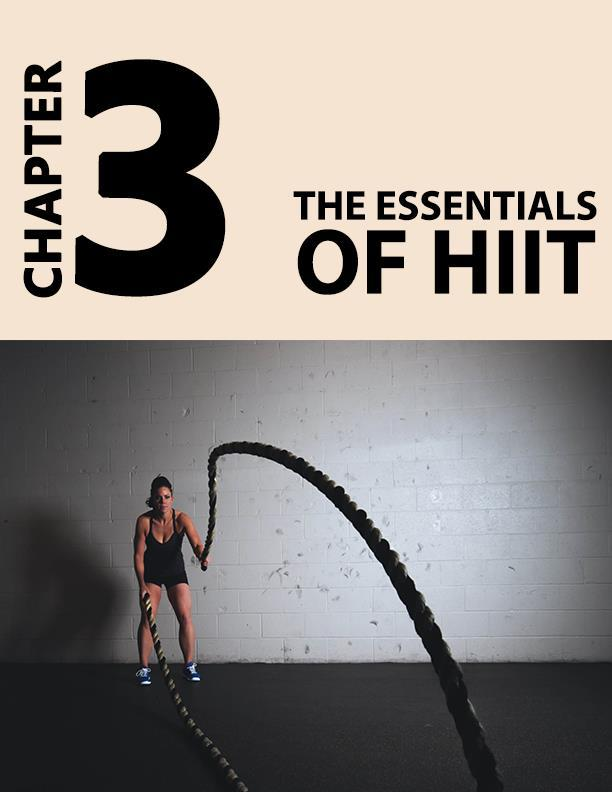 CHAPTER
3
THE ESSENTIALS
OF HIIT